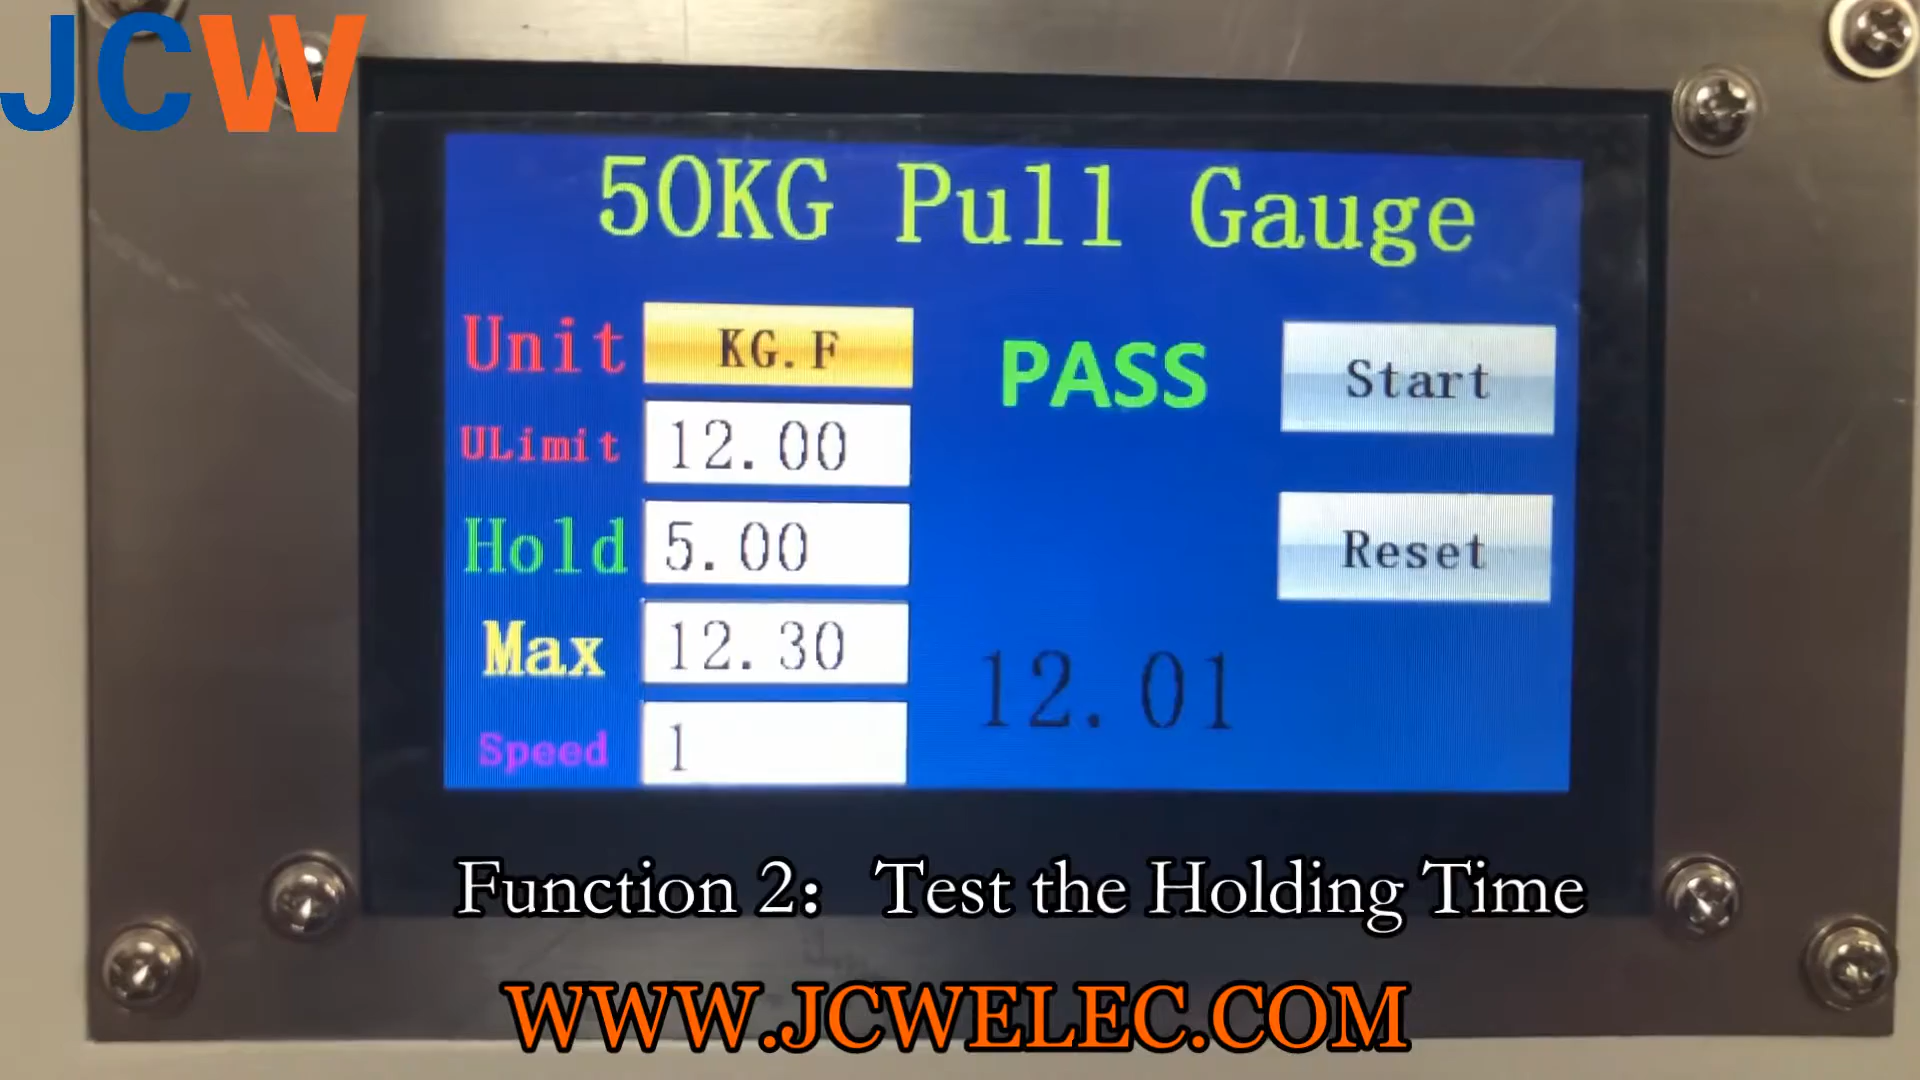 JCW
50KG Pull Gauge
Unit KG.F
PASS
Start
ULimit 12.00
Hold 5.00
Reset
Max 12.30
12.01
Speed 1
Function 2： Test the Holding Time
WWW.JCWELEC.COM